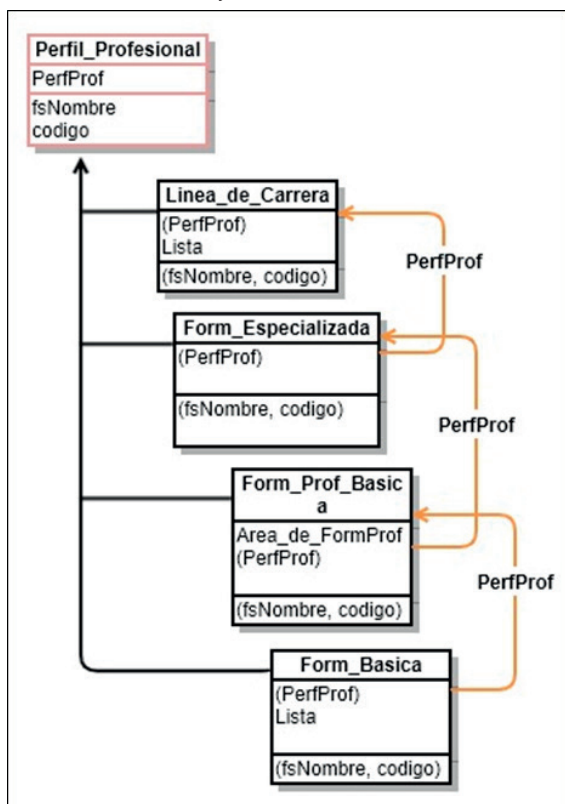 Perfil_Profesional
PerfProf
fsNombre
codigo
Linea_de_Carrera
(PerfProf)
Lista
(fsNombre, codigo)
PerfProf
Form_Especializada
(PerfProf)
(fsNombre, codigo)
PerfProf
Form_Prof_Basic
a
Area_de_FormProf
(PerfProf)
(fsNombre, codigo)
PerfProf
Form_Basica
(PerfProf)
Lista
(fsNombre, codigo)